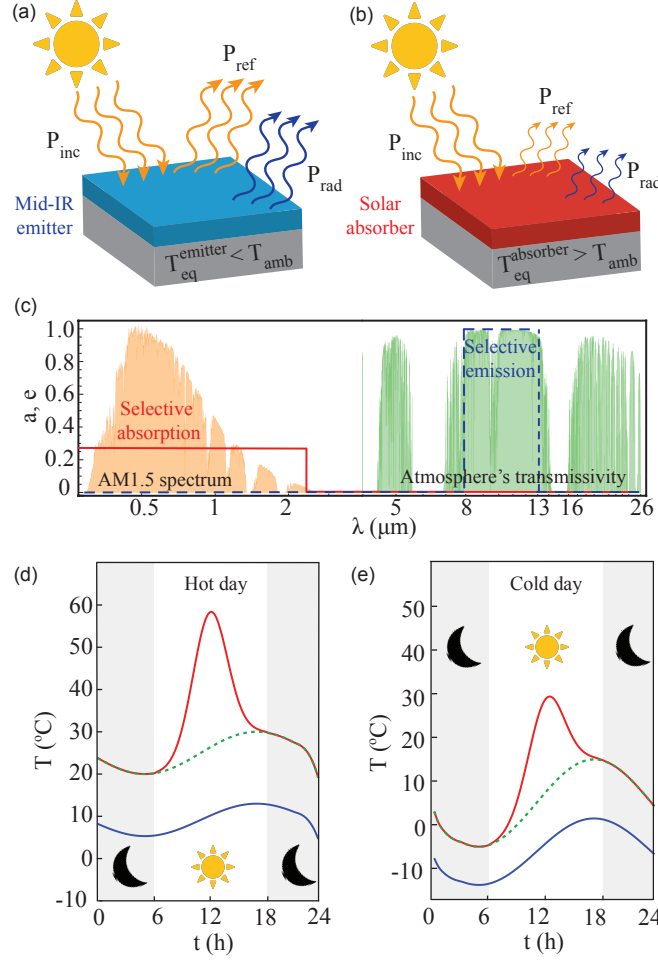 (a)
P_ref
P_inc
P_rad
Mid-IR
emitter
T_eq^emitter < T_amb
(b)
P_ref
P_inc
P_rad
Solar
absorber
T_eq^absorber > T_amb
(c)
1.0
0.8
0.6
0.4
0.2
0
a, e
Selective
absorption
AM1.5 spectrum
Selective
emission
Atmosphere's transmissivity
0.5 1 2 5 8 13 16 26
λ (μm)
(d)
Hot day
60
50
40
30
20
10
0
-10
T (ºC)
0 6 12 18 24
t (h)
(e)
Cold day
50
40
30
20
10
0
-10
T (ºC)
0 6 12 18 24
t (h)